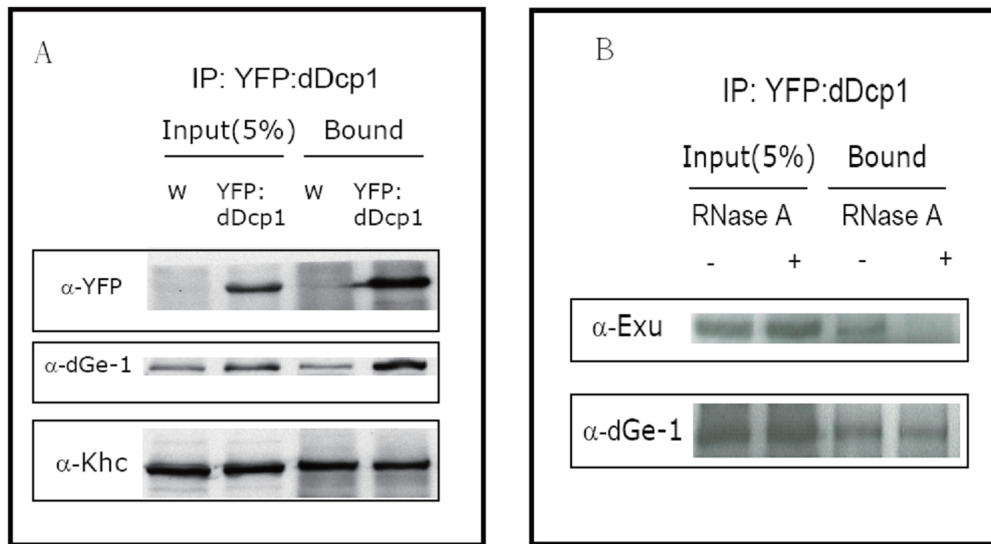 A
IP: YFP:dDcp1
Input(5%) Bound
w YFP:dDcp1 w YFP:dDcp1
α-YFP
α-dGe-1
α-Khc
B
IP: YFP:dDcp1
Input(5%) Bound
RNase A RNase A
- + - +
α-Exu
α-dGe-1